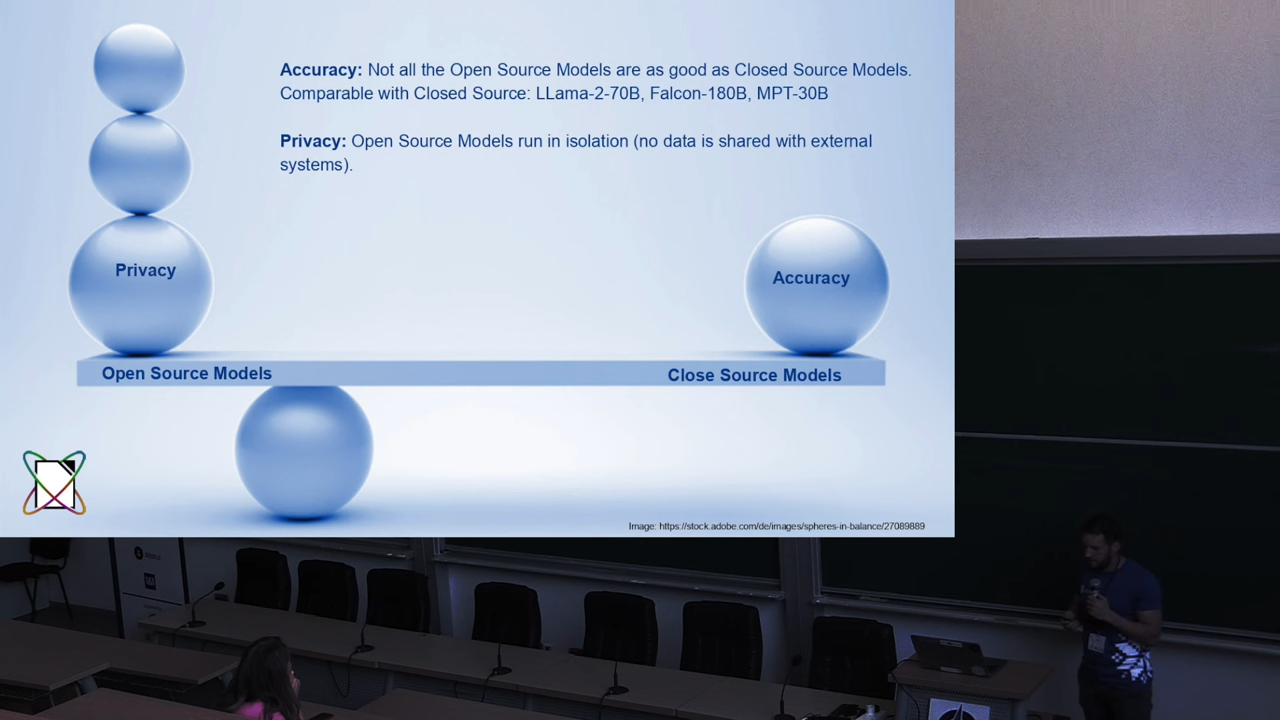 Accuracy: Not all the Open Source Models are as good as Closed Source Models.
Comparable with Closed Source: LLama-2-70B, Falcon-180B, MPT-30B
Privacy: Open Source Models run in isolation (no data is shared with external
systems).
Privacy
Accuracy
Open Source Models
Close Source Models
Image: https://stock.adobe.com/de/images/spheres-in-balance/27089889